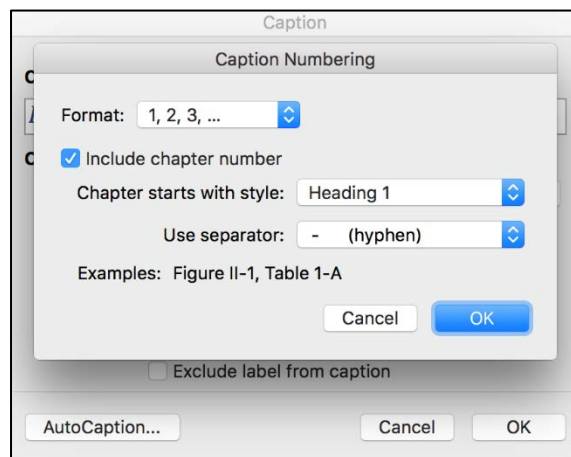 Caption
Caption Numbering
Format: 1, 2, 3, ...
Include chapter number
Chapter starts with style: Heading 1
Use separator: - (hyphen)
Examples: Figure II-1, Table 1-A
Cancel OK
Exclude label from caption
AutoCaption... Cancel OK